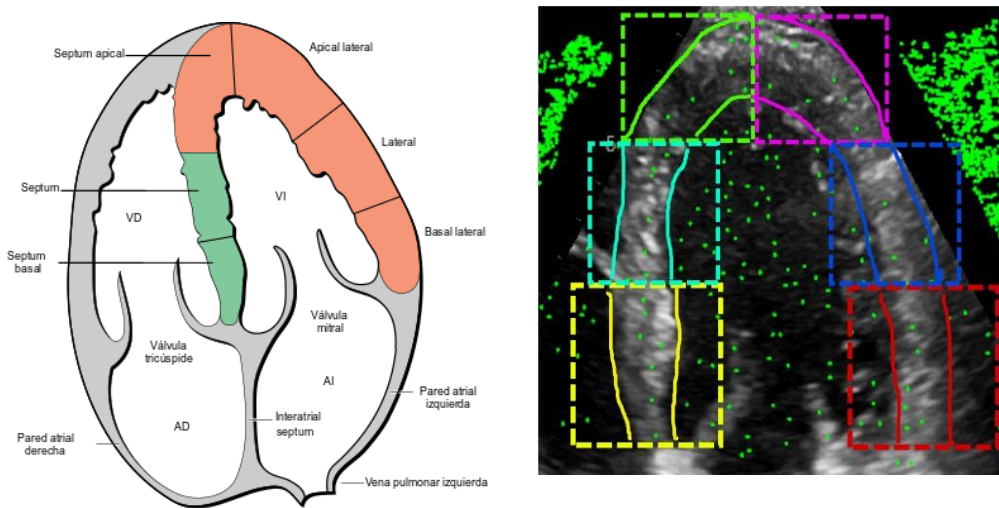 Septum apical
Apical lateral
Lateral
Septum
VI
VD
Basal lateral
Septum
basal
Válvula
mitral
Válvula
tricúspide
AI
Pared atrial
izquierda
AD
Interatrial
septum
Pared atrial
derecha
Vena pulmonar izquierda